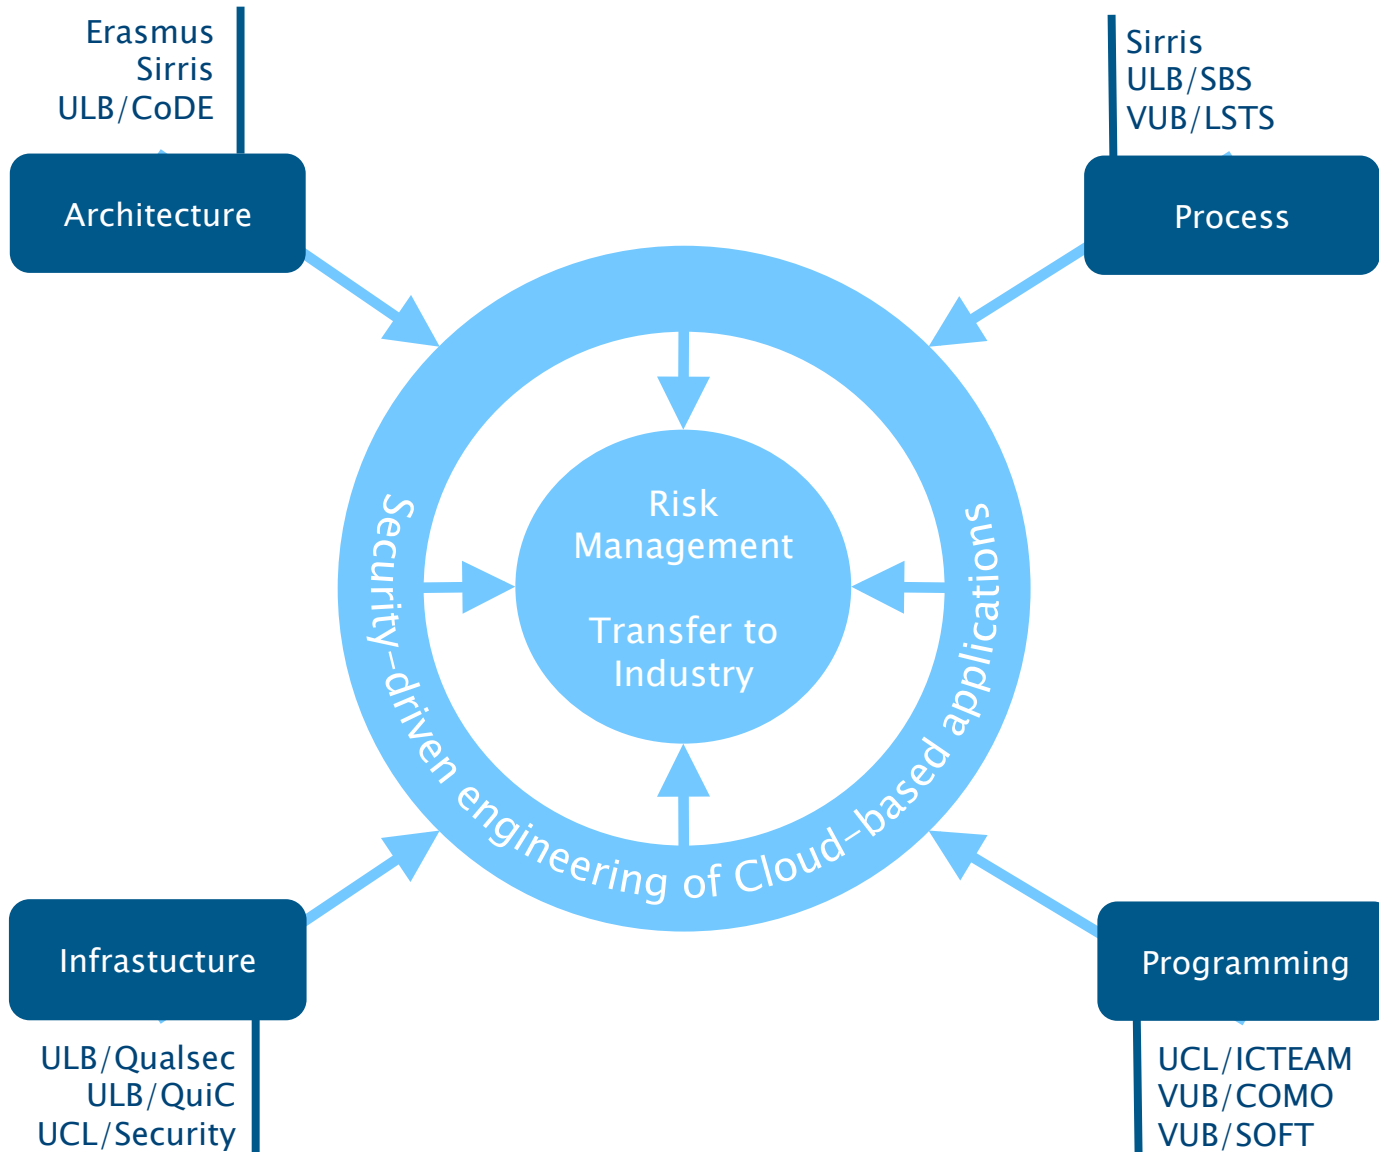 Erasmus
Sirris
ULB/CoDE
Sirris
ULB/SBS
VUB/LSTS
Architecture
Process
Risk
Management
Transfer to
Industry
Security-driven engineering of Cloud-based applications
Infrastucture
Programming
ULB/Qualsec
ULB/QuiC
UCL/Security
UCL/ICTEAM
VUB/COMO
VUB/SOFT